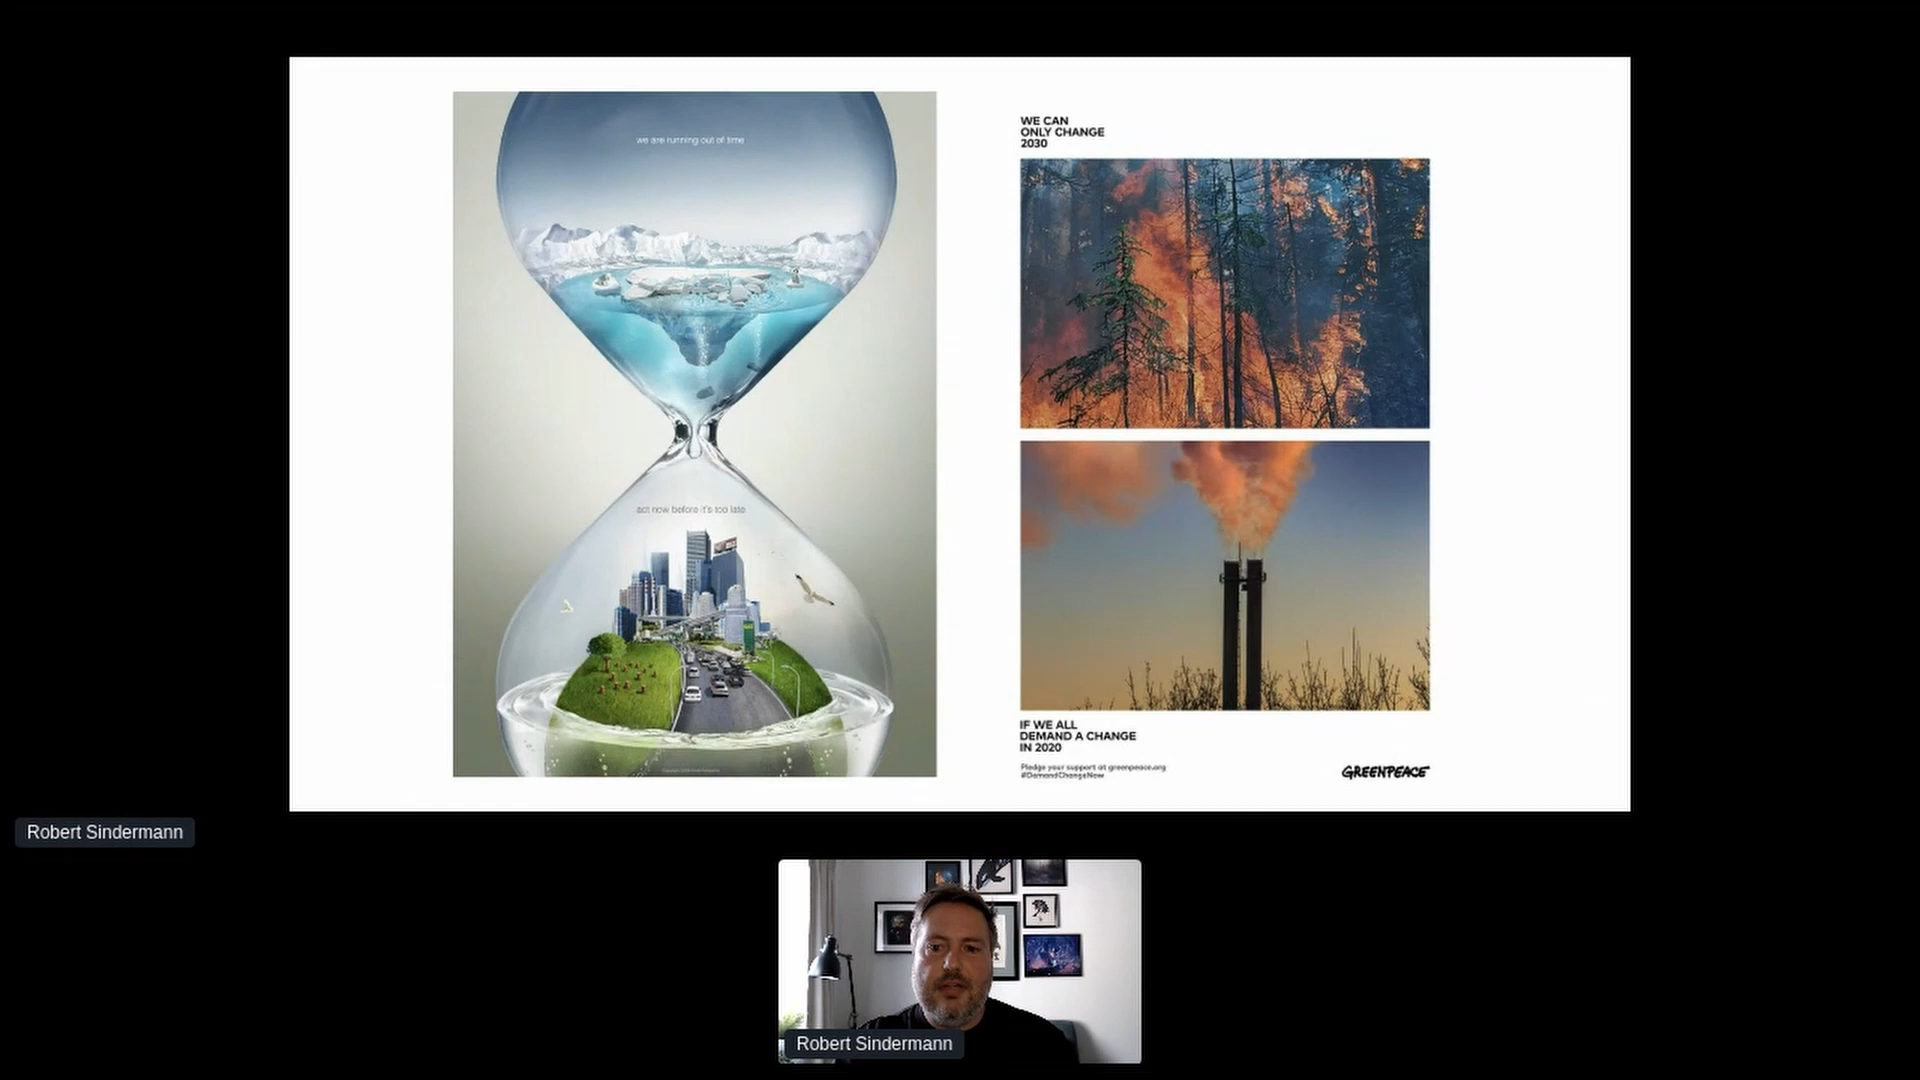 we are running out of time
act now before it's too late
WE CAN
ONLY CHANGE
2030
IF WE ALL
DEMAND A CHANGE
IN 2020
Pledge your support at greenpeace.org
#DemandChangeNow
GREENPEACE
Robert Sindermann
Robert Sindermann